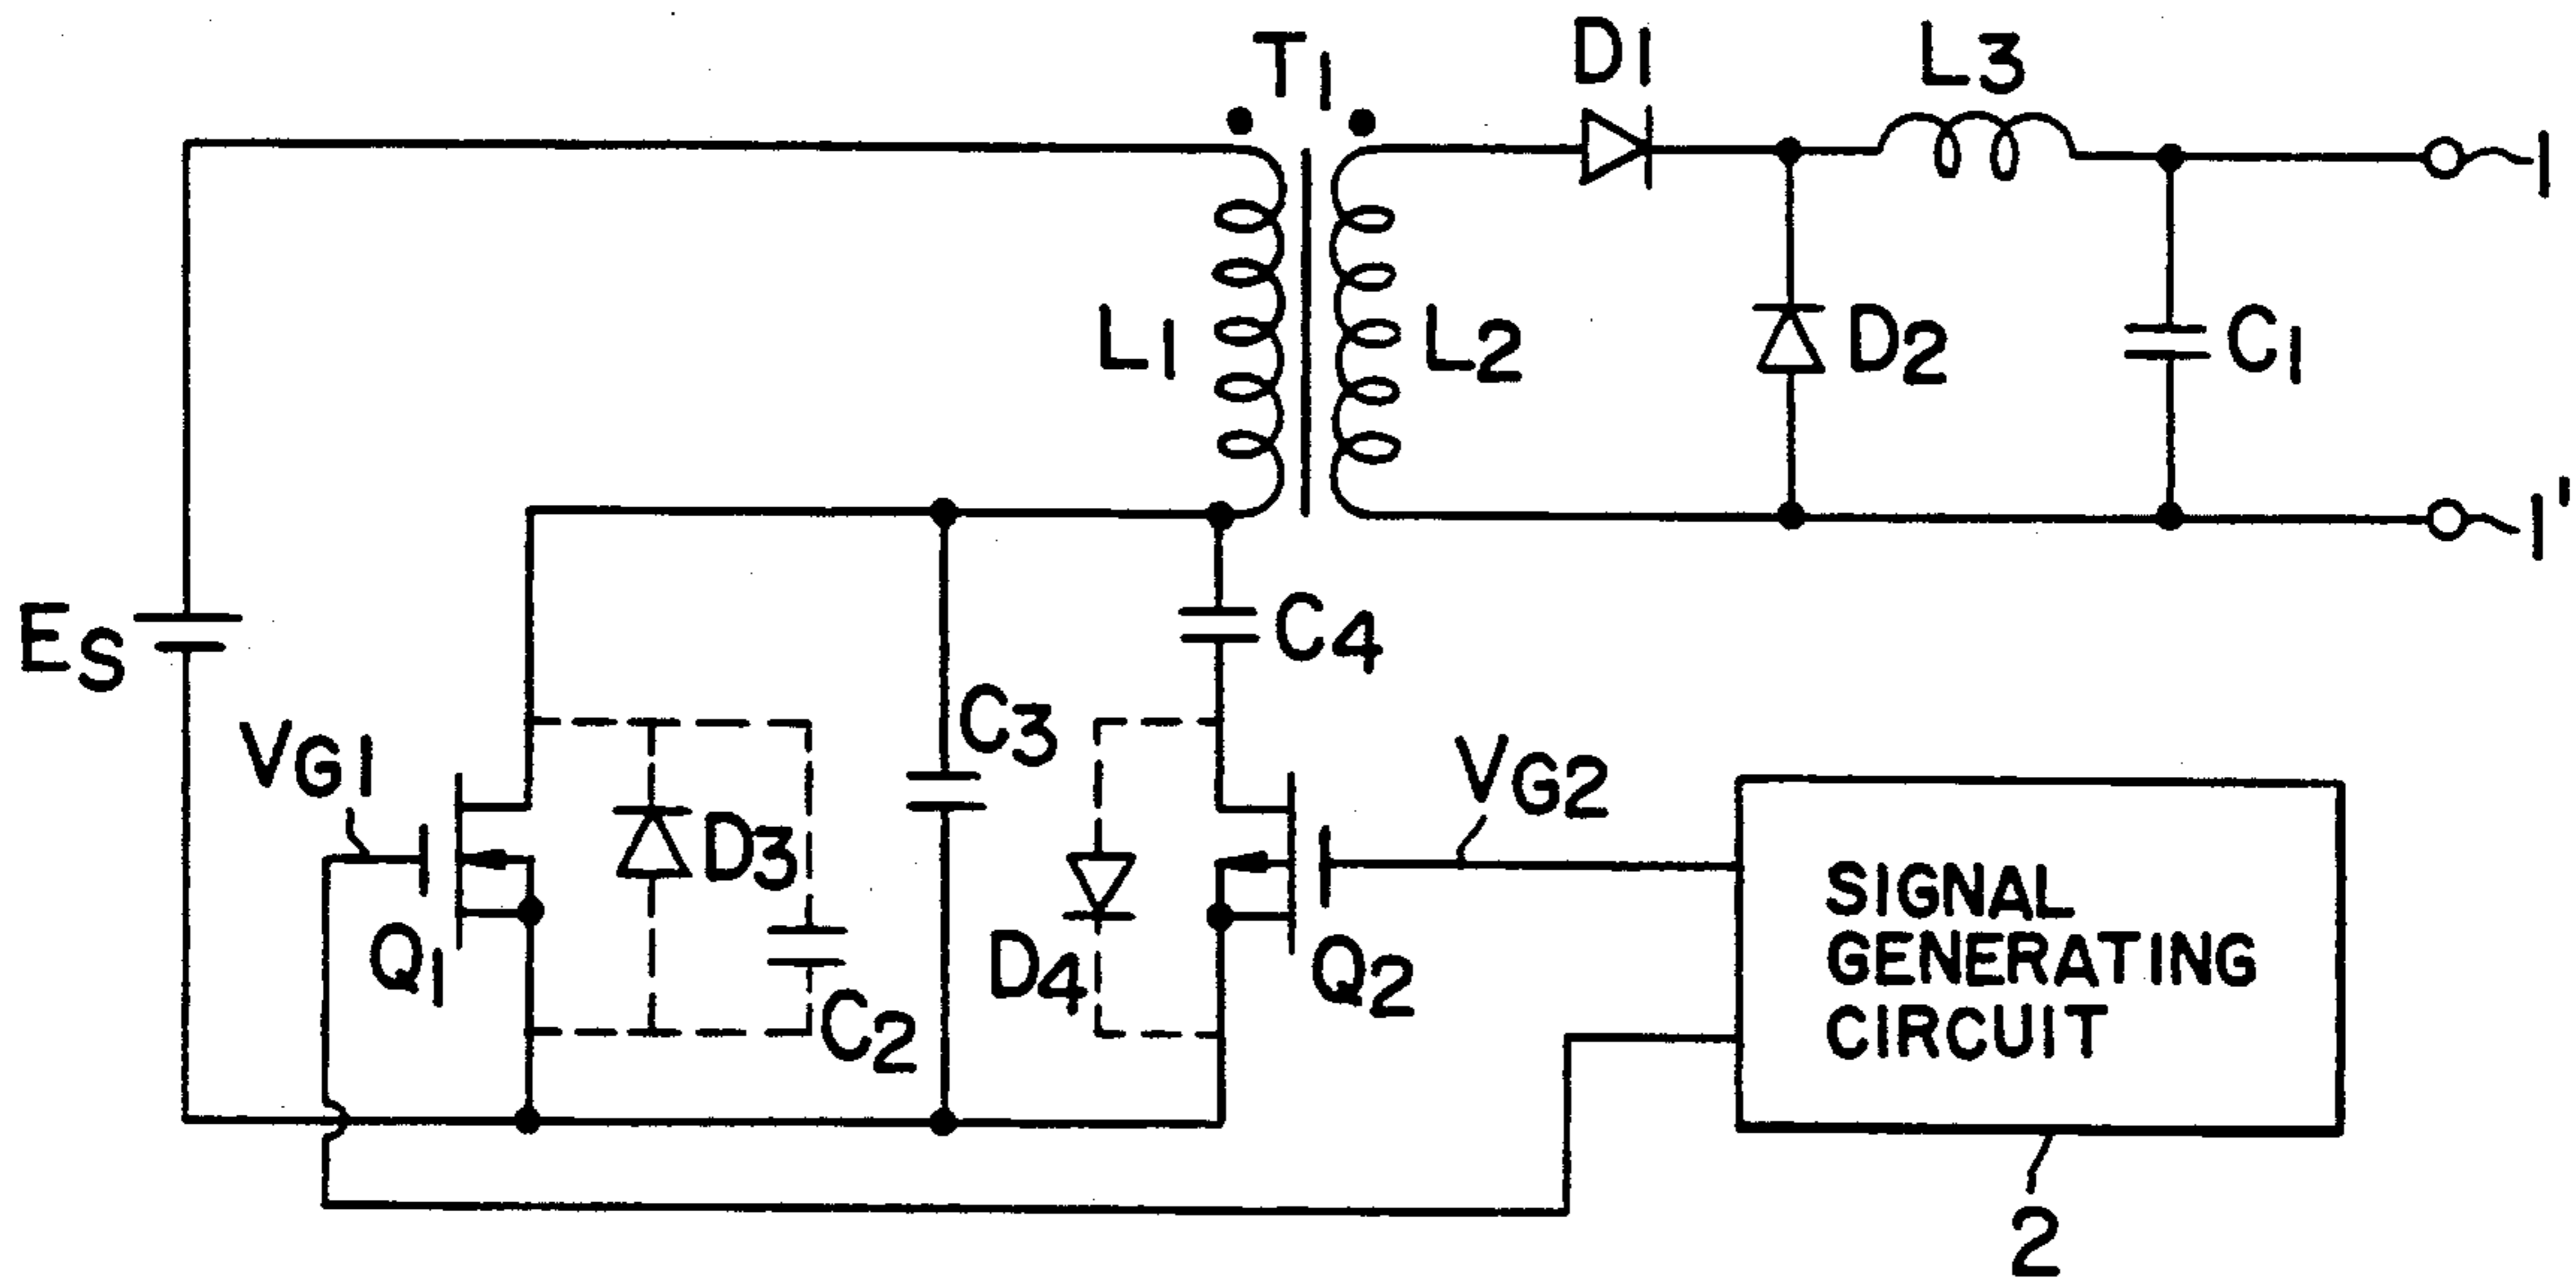 T1
D1
L3
1
L1
L2
D2
C1
1'
ES
C4
VG1
C3
VG2
D3
Q1
D4
Q2
C2
SIGNAL
GENERATING
CIRCUIT
2